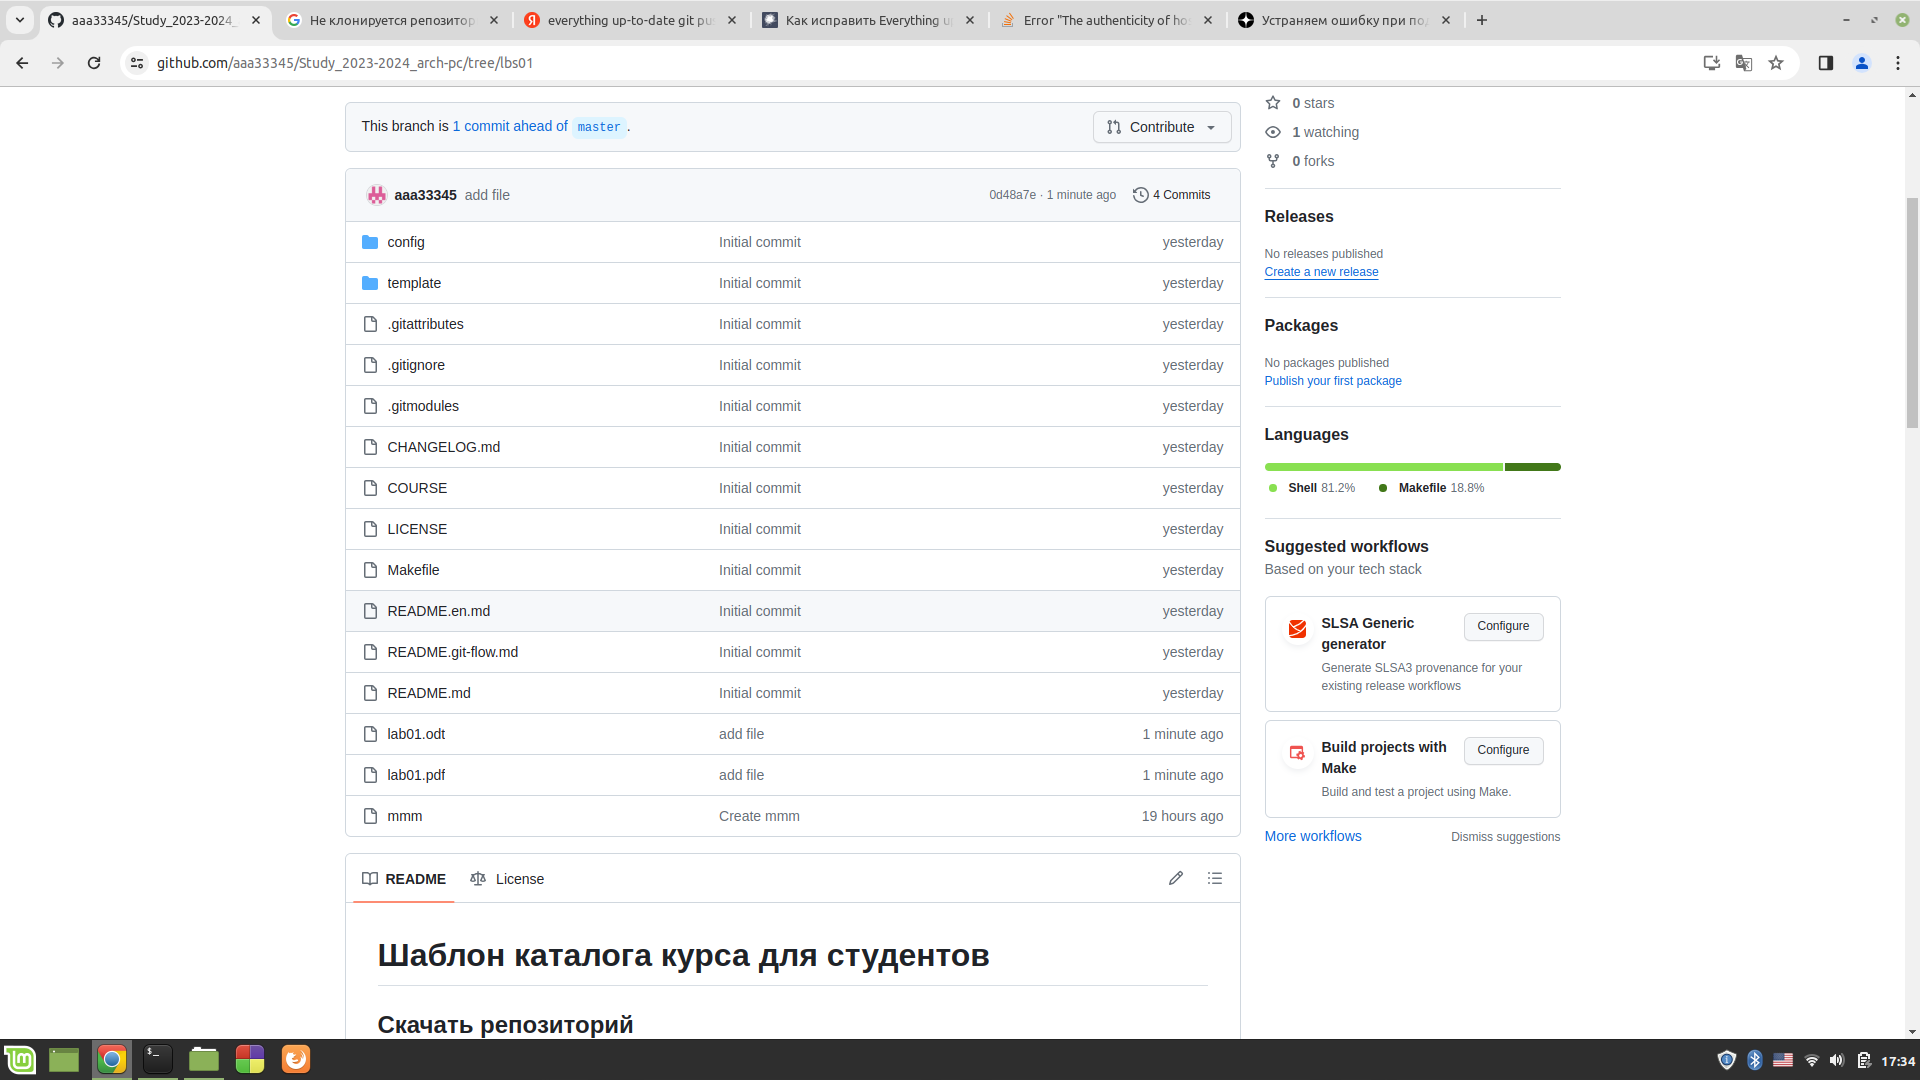 aaa33345/Study_2023-2024_
Не клонируется репозитор
everything up-to-date git pu
Как исправить Everything u
Error "The authenticity of ho
Устраняем ошибку при по
github.com/aaa33345/Study_2023-2024_arch-pc/tree/lbs01
This branch is 1 commit ahead of master .
Contribute
aaa33345 add file
0d48a7e · 1 minute ago
4 Commits
config Initial commit yesterday
template Initial commit yesterday
.gitattributes Initial commit yesterday
.gitignore Initial commit yesterday
.gitmodules Initial commit yesterday
CHANGELOG.md Initial commit yesterday
COURSE Initial commit yesterday
LICENSE Initial commit yesterday
Makefile Initial commit yesterday
README.en.md Initial commit yesterday
README.git-flow.md Initial commit yesterday
README.md Initial commit yesterday
lab01.odt add file 1 minute ago
lab01.pdf add file 1 minute ago
mmm Create mmm 19 hours ago
README
License
Шаблон каталога курса для студентов
Скачать репозиторий
0 stars
1 watching
0 forks
Releases
No releases published
Create a new release
Packages
No packages published
Publish your first package
Languages
Shell 81.2% Makefile 18.8%
Suggested workflows
Based on your tech stack
SLSA Generic
generator
Configure
Generate SLSA3 provenance for your
existing release workflows
Build projects with
Make
Configure
Build and test a project using Make.
More workflows
Dismiss suggestions
17:34